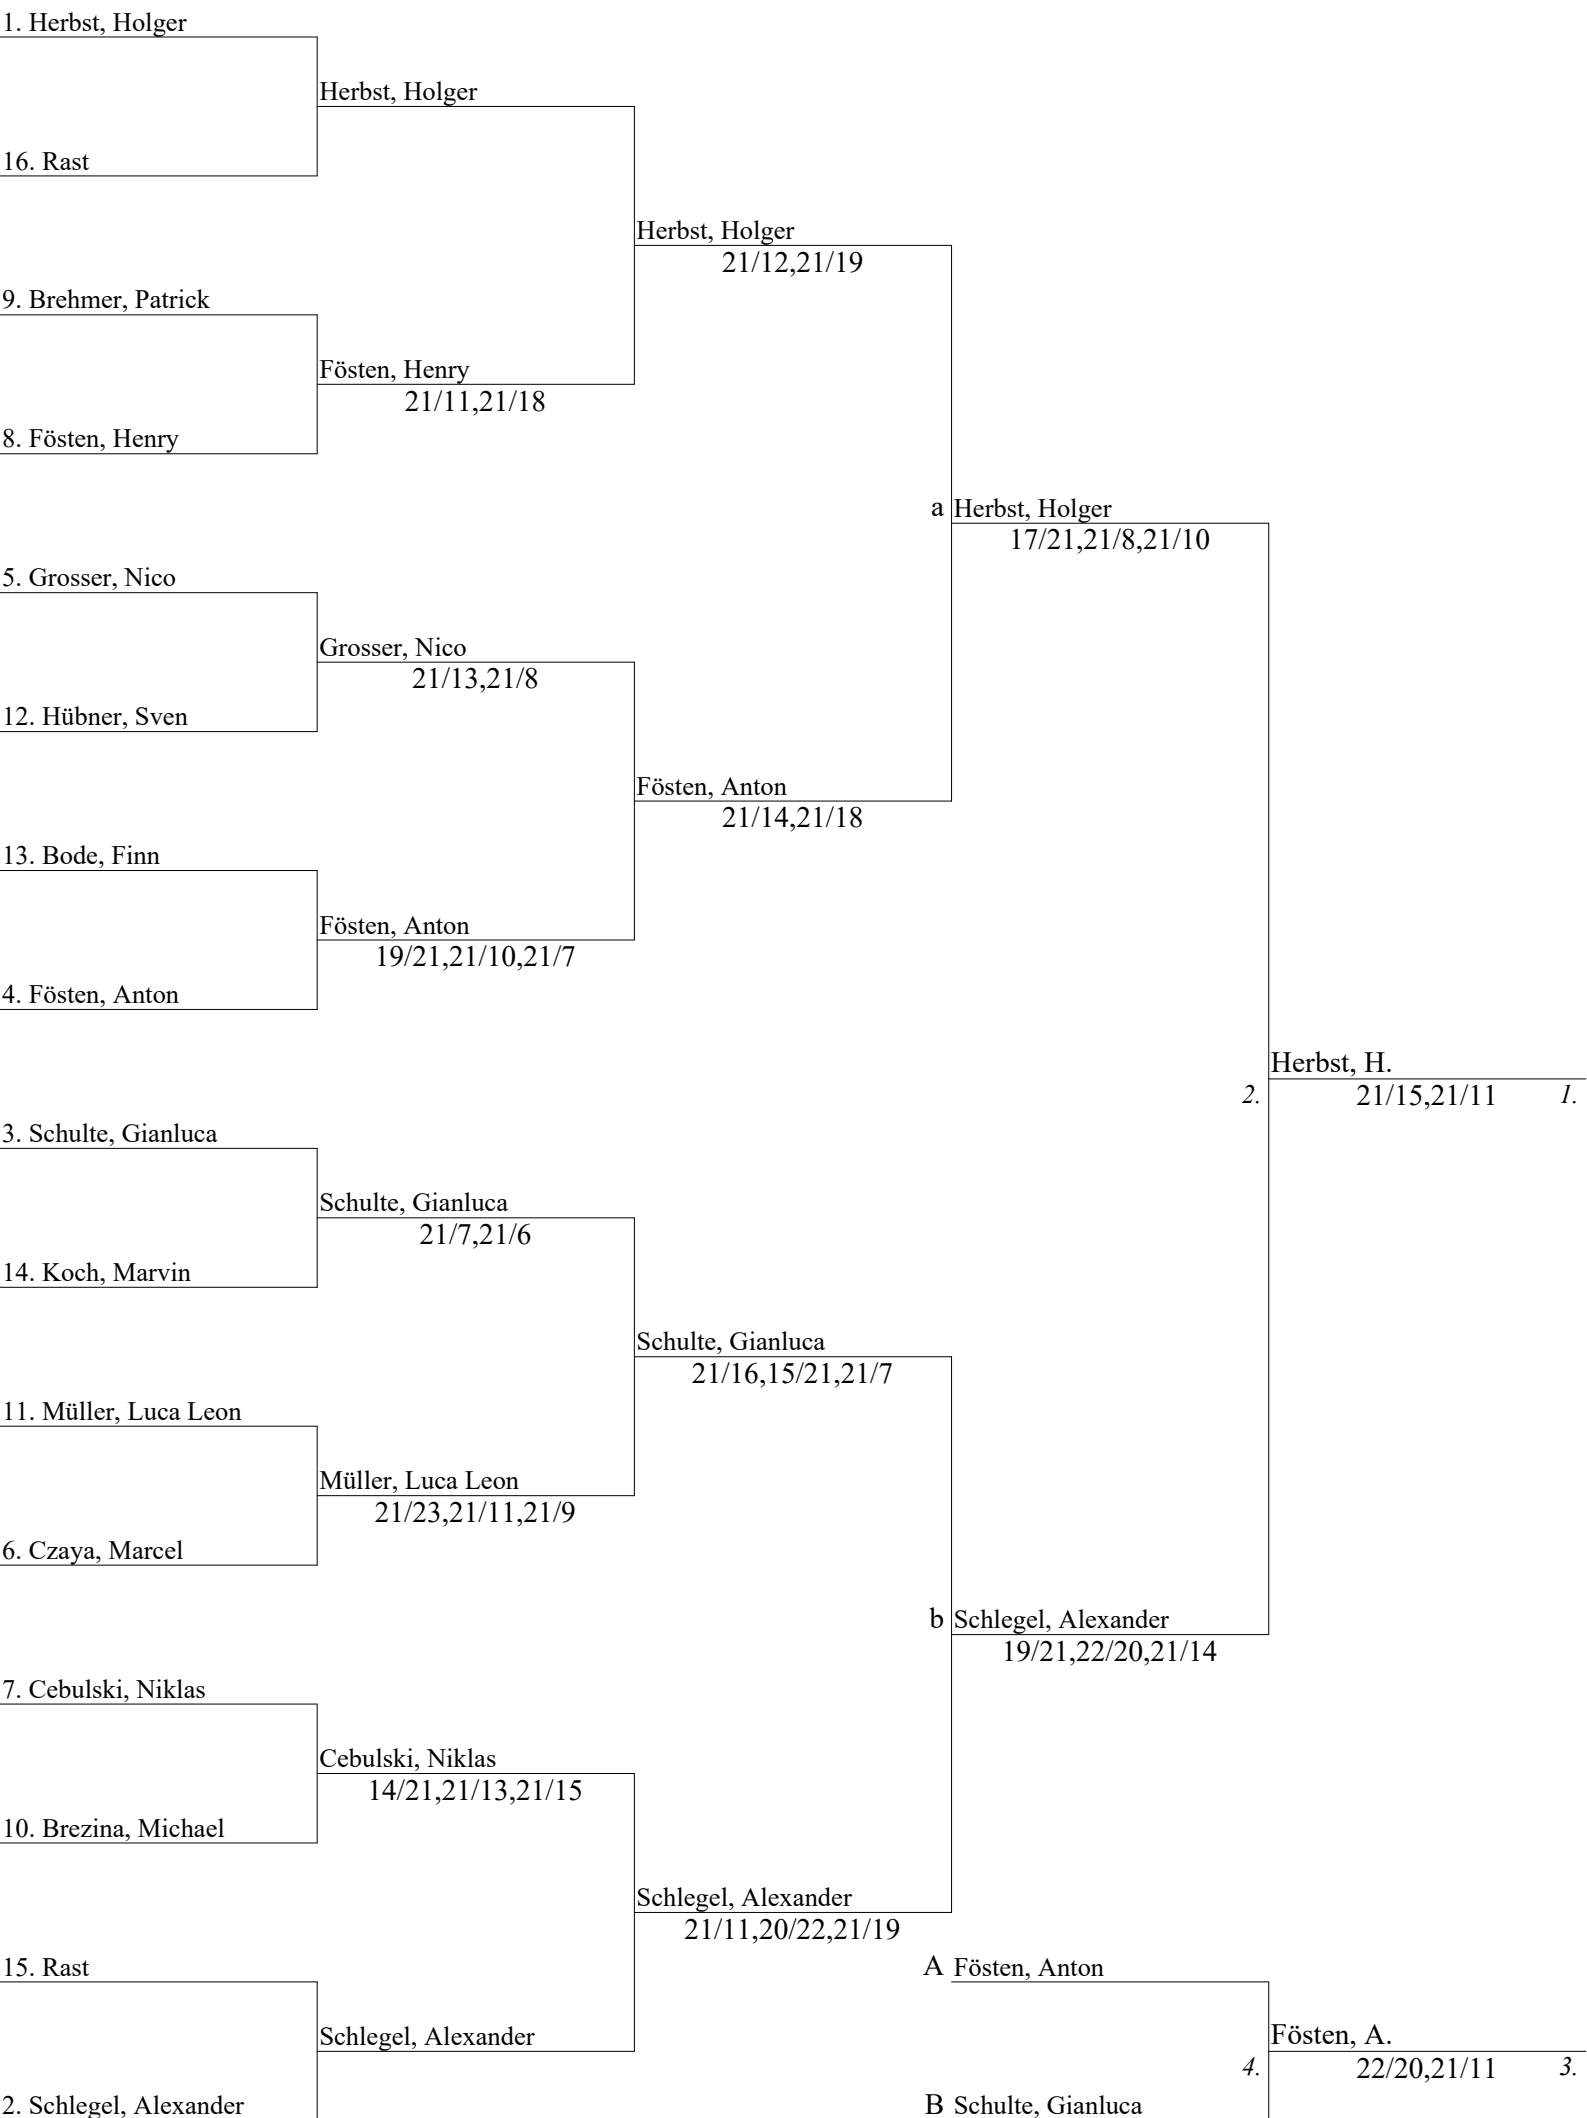 1. Herbst, Holger
Herbst, Holger
16. Rast
Herbst, Holger
21/12,21/19
9. Brehmer, Patrick
Fösten, Henry
21/11,21/18
8. Fösten, Henry
a Herbst, Holger
17/21,21/8,21/10
5. Grosser, Nico
Grosser, Nico
21/13,21/8
12. Hübner, Sven
Fösten, Anton
21/14,21/18
13. Bode, Finn
Fösten, Anton
19/21,21/10,21/7
4. Fösten, Anton
Herbst, H.
2. 21/15,21/11 1.
3. Schulte, Gianluca
Schulte, Gianluca
21/7,21/6
14. Koch, Marvin
Schulte, Gianluca
21/16,15/21,21/7
11. Müller, Luca Leon
Müller, Luca Leon
21/23,21/11,21/9
6. Czaya, Marcel
b Schlegel, Alexander
19/21,22/20,21/14
7. Cebulski, Niklas
Cebulski, Niklas
14/21,21/13,21/15
10. Brezina, Michael
Schlegel, Alexander
21/11,20/22,21/19
15. Rast
A Fösten, Anton
Schlegel, Alexander
Fösten, A.
4. 22/20,21/11 3.
2. Schlegel, Alexander
B Schulte, Gianluca